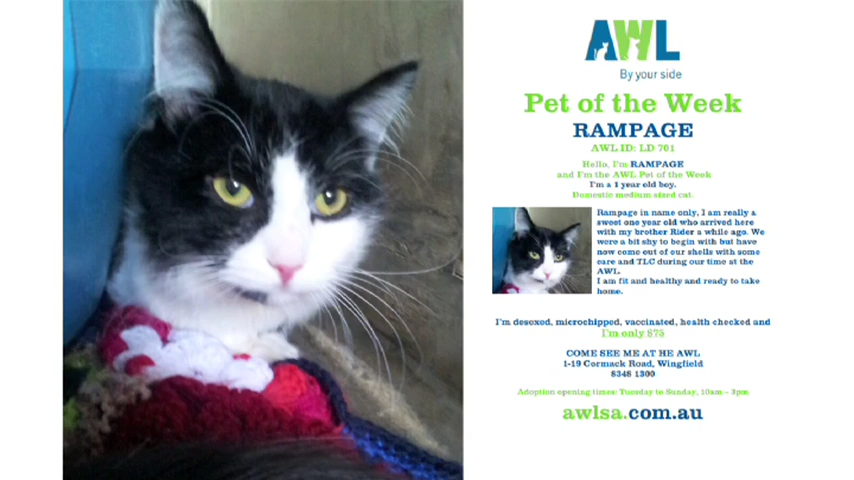 AWL
By your side
Pet of the Week
RAMPAGE
AWL ID: LD 701
Hello, I'm RAMPAGE
and I'm the AWL Pet of the Week
I'm a 1 year old boy.
Domestic medium sized cat.
Rampage in name only, I am really a
sweet one year old who arrived here
with my brother Rider a while ago. We
were a bit shy to begin with but have
now come out of our shells with some
care and TLC during our time at the
AWL.
I am fit and healthy and ready to take
home.
I'm desexed, microchipped, vaccinated, health checked and
I'm only $75
COME SEE ME AT HE AWL
1-19 Cormack Road, Wingfield
8348 1300
Adoption opening times: Tuesday to Sunday, 10am - 3pm
awlsa.com.au